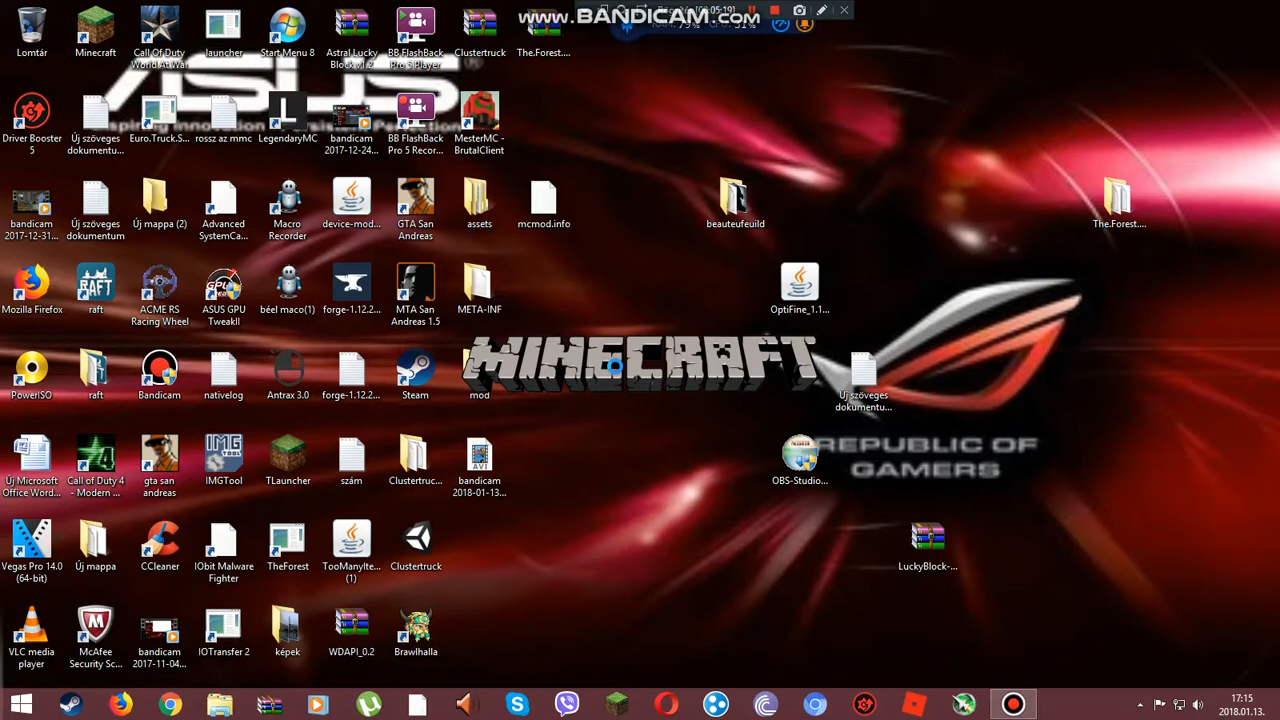 www.BANDICAM.com
79%
31%
Lomtár
Minecraft
Call Of Duty
World At War
launcher
Start Menu 8
Astral Lucky
Block v1.2
BB FlashBack
Pro 5 Player
Clustertruck
The.Forest....
Driver Booster
5
Új szöveges
dokumentu...
Euro.Truck.S...
rossz az mmc
LegendaryMC
bandicam
2017-12-24...
BB FlashBack
Pro 5 Recor...
MesterMC -
BrutalClient
bandicam
2017-12-31...
Új szöveges
dokumentum
Új mappa (2)
Advanced
SystemCa...
Macro
Recorder
device-mod...
GTA San
Andreas
assets
mcmod.info
beauteufeuild
The.Forest....
Mozilla Firefox
raft
ACME RS
Racing Wheel
ASUS GPU
TweakII
béel maco(1)
forge-1.12.2...
MTA San
Andreas 1.5
META-INF
OptiFine_1.1...
MINECRAFT
PowerISO
raft
Bandicam
nativelog
Antrax 3.0
forge-1.12.2...
Steam
mod
Új szöveges
dokumentu...
REPUBLIC OF
GAMERS
Új Microsoft
Office Word...
Call of Duty 4
- Modern ...
gta san
andreas
IMGTool
TLauncher
szám
Clustertruc...
bandicam
2018-01-13...
OBS-Studio...
Vegas Pro 14.0
(64-bit)
Új mappa
CCleaner
IObit Malware
Fighter
TheForest
TooManyIte...
(1)
Clustertruck
LuckyBlock-...
VLC media
player
McAfee
Security Sc...
bandicam
2017-11-04...
IOTransfer 2
képek
WDAPI_0.2
Brawlhalla
17:15
2018.01.13.